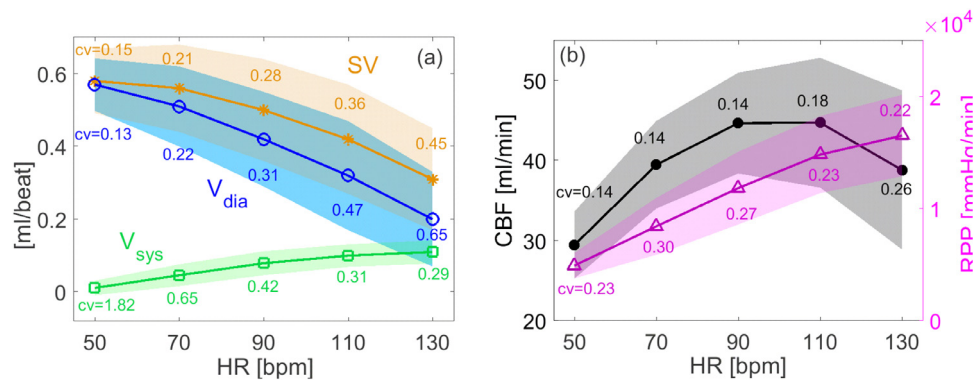 (a)
cv=0.15
0.21
0.28
0.36
0.45
SV
cv=0.13
0.22
0.31
0.47
0.65
V_dia
V_sys
cv=1.82
0.65
0.42
0.31
0.29
[ml/beat]
0.6
0.4
0.2
0
50 70 90 110 130
HR [bpm]
(b)
×10⁴
CBF [ml/min]
50
40
30
20
cv=0.14
0.14
0.14
0.18
0.26
cv=0.23
0.30
0.27
0.23
0.22
2
1
0
RPP [mmHg/min]
50 70 90 110 130
HR [bpm]